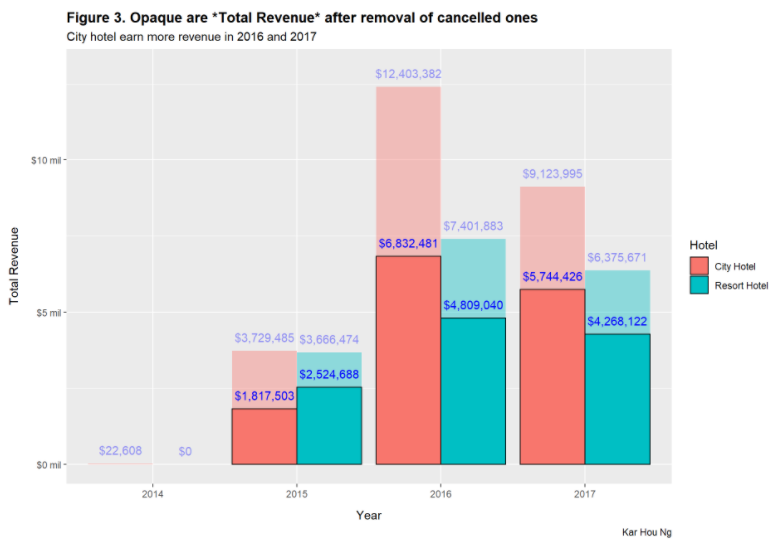 Figure 3. Opaque are *Total Revenue* after removal of cancelled ones
City hotel earn more revenue in 2016 and 2017
$12,403,382
$10 mil
$9,123,995
$7,401,883
$6,832,481
Hotel
$6,375,671
City Hotel
$5,744,426
Resort Hotel
Total Revenue
$4,809,040
$5 mil
$4,268,122
$3,729,485 $3,666,474
$2,524,688
$1,817,503
$22,608 $0
$0 mil
2014 2015 2016 2017
Year
Kar Hou Ng